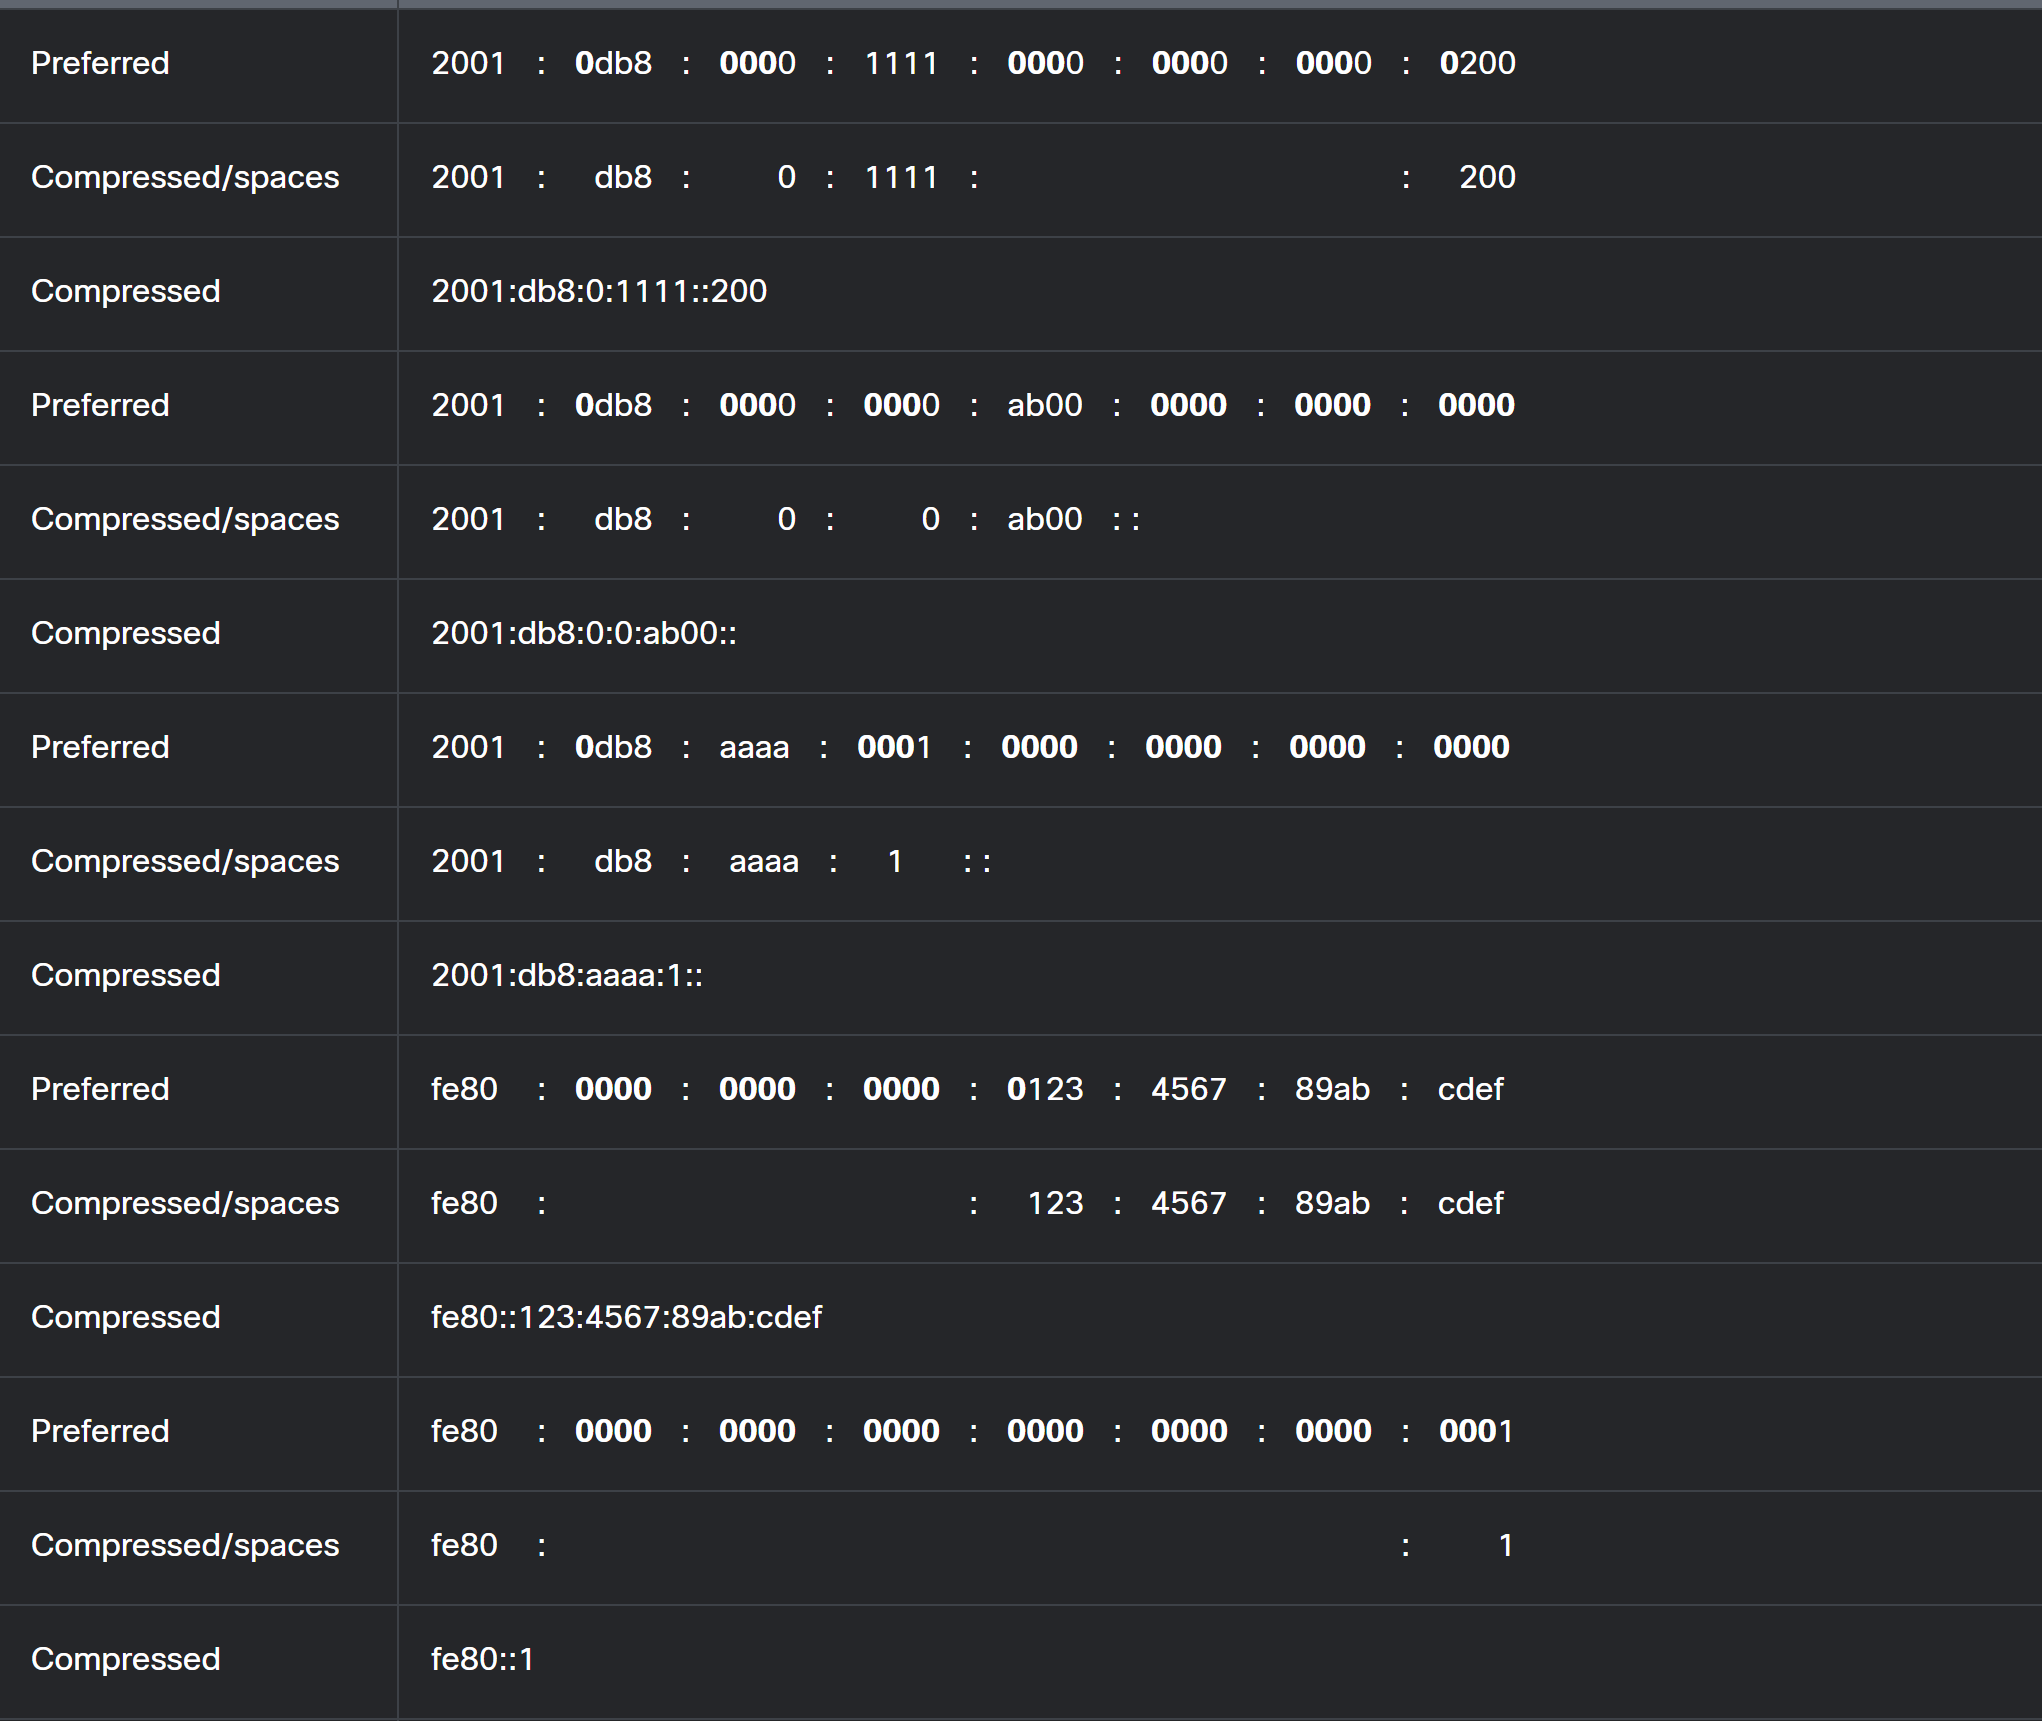 Preferred 2001 : 0db8 : 0000 : 1111 : 0000 : 0000 : 0000 : 0200
Compressed/spaces 2001 : db8 : 0 : 1111 : : 200
Compressed 2001:db8:0:1111::200
Preferred 2001 : 0db8 : 0000 : 0000 : ab00 : 0000 : 0000 : 0000
Compressed/spaces 2001 : db8 : 0 : 0 : ab00 ::
Compressed 2001:db8:0:0:ab00::
Preferred 2001 : 0db8 : aaaa : 0001 : 0000 : 0000 : 0000 : 0000
Compressed/spaces 2001 : db8 : aaaa : 1 ::
Compressed 2001:db8:aaaa:1::
Preferred fe80 : 0000 : 0000 : 0000 : 0123 : 4567 : 89ab : cdef
Compressed/spaces fe80 : : 123 : 4567 : 89ab : cdef
Compressed fe80::123:4567:89ab:cdef
Preferred fe80 : 0000 : 0000 : 0000 : 0000 : 0000 : 0000 : 0001
Compressed/spaces fe80 : : 1
Compressed fe80::1